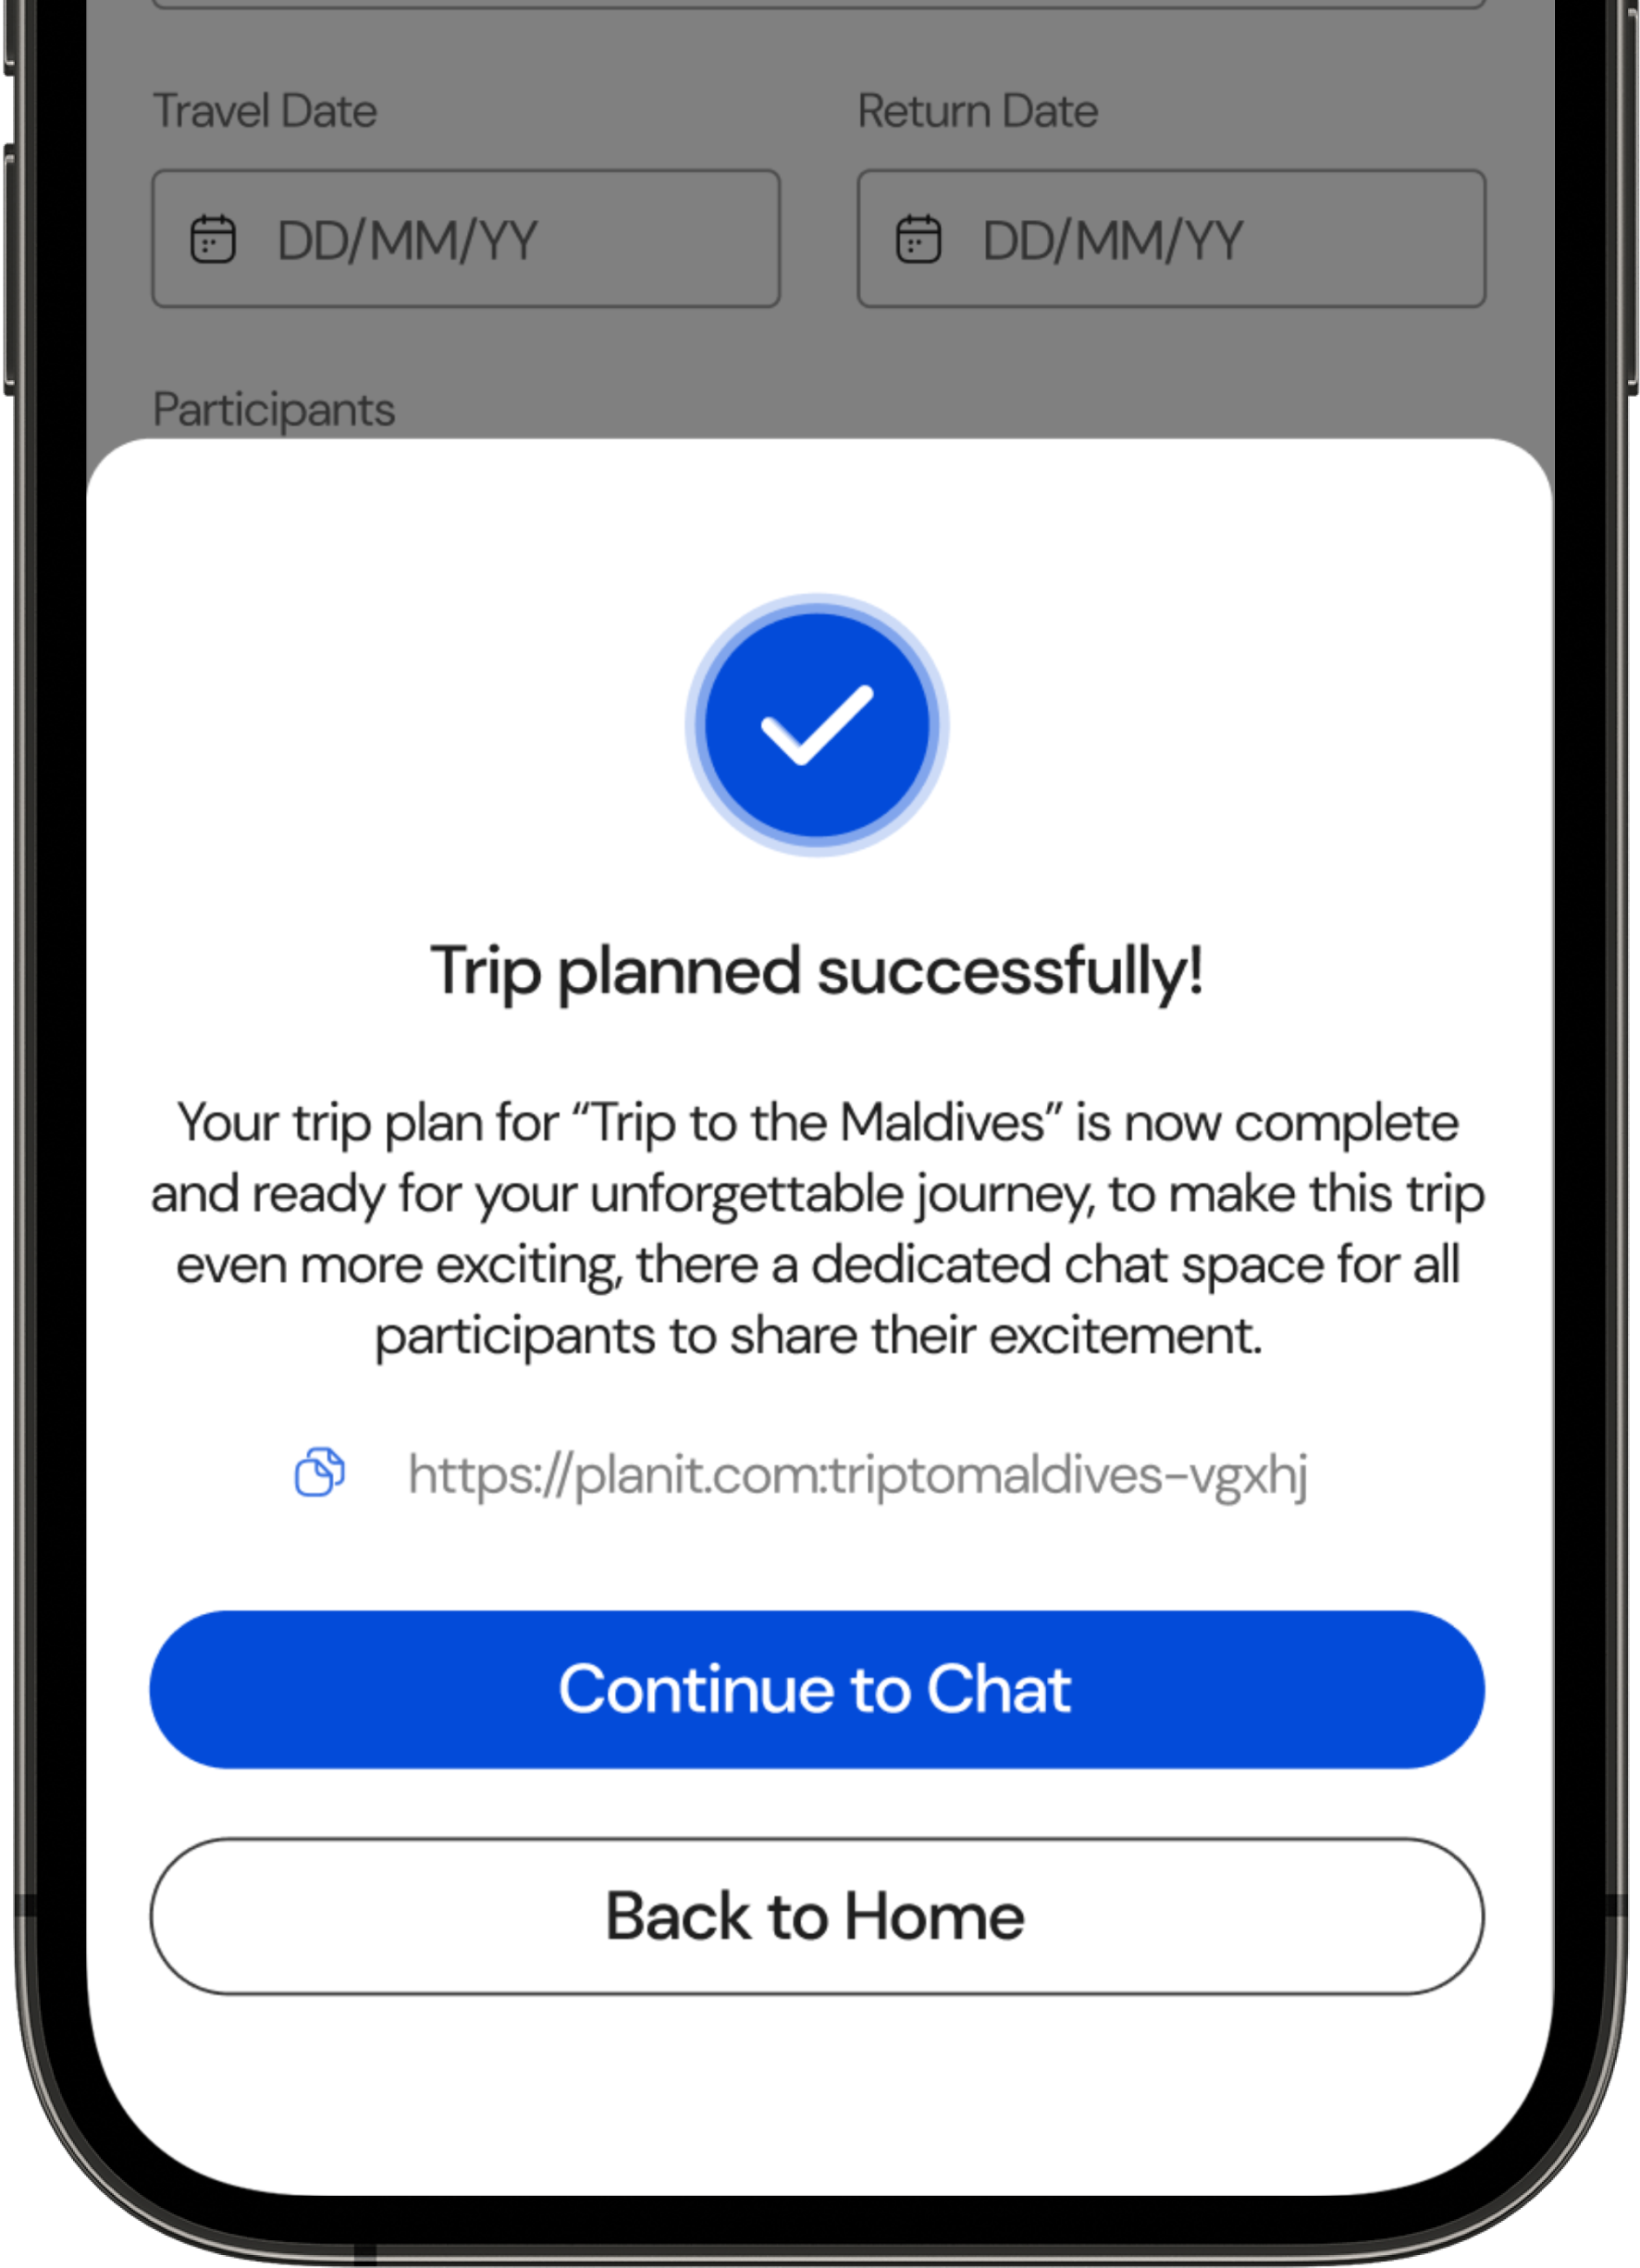 Travel Date Return Date
DD/MM/YY DD/MM/YY
Participants
Trip planned successfully!
Your trip plan for “Trip to the Maldives” is now complete
and ready for your unforgettable journey, to make this trip
even more exciting, there a dedicated chat space for all
participants to share their excitement.
https://planit.com:triptomaldives-vgxhj
Continue to Chat
Back to Home